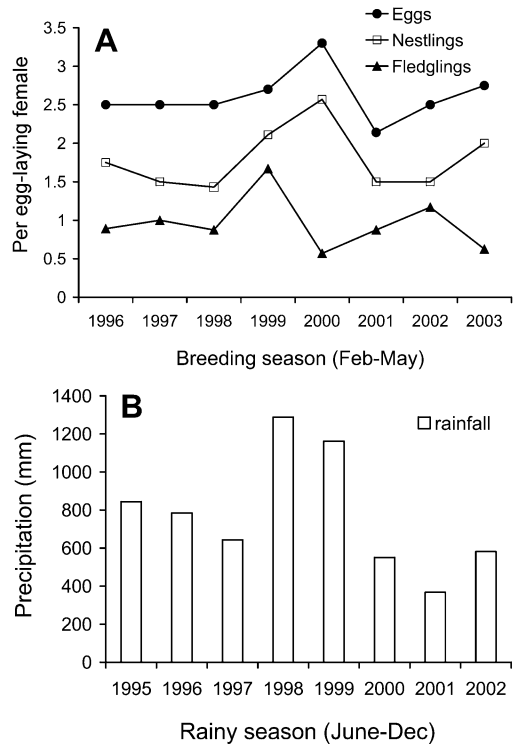 A
Eggs
Nestlings
Fledglings
Per egg-laying female
3.5
3
2.5
2
1.5
1
0.5
0
1996 1997 1998 1999 2000 2001 2002 2003
Breeding season (Feb-May)
B
rainfall
Precipitation (mm)
1400
1200
1000
800
600
400
200
0
1995 1996 1997 1998 1999 2000 2001 2002
Rainy season (June-Dec)